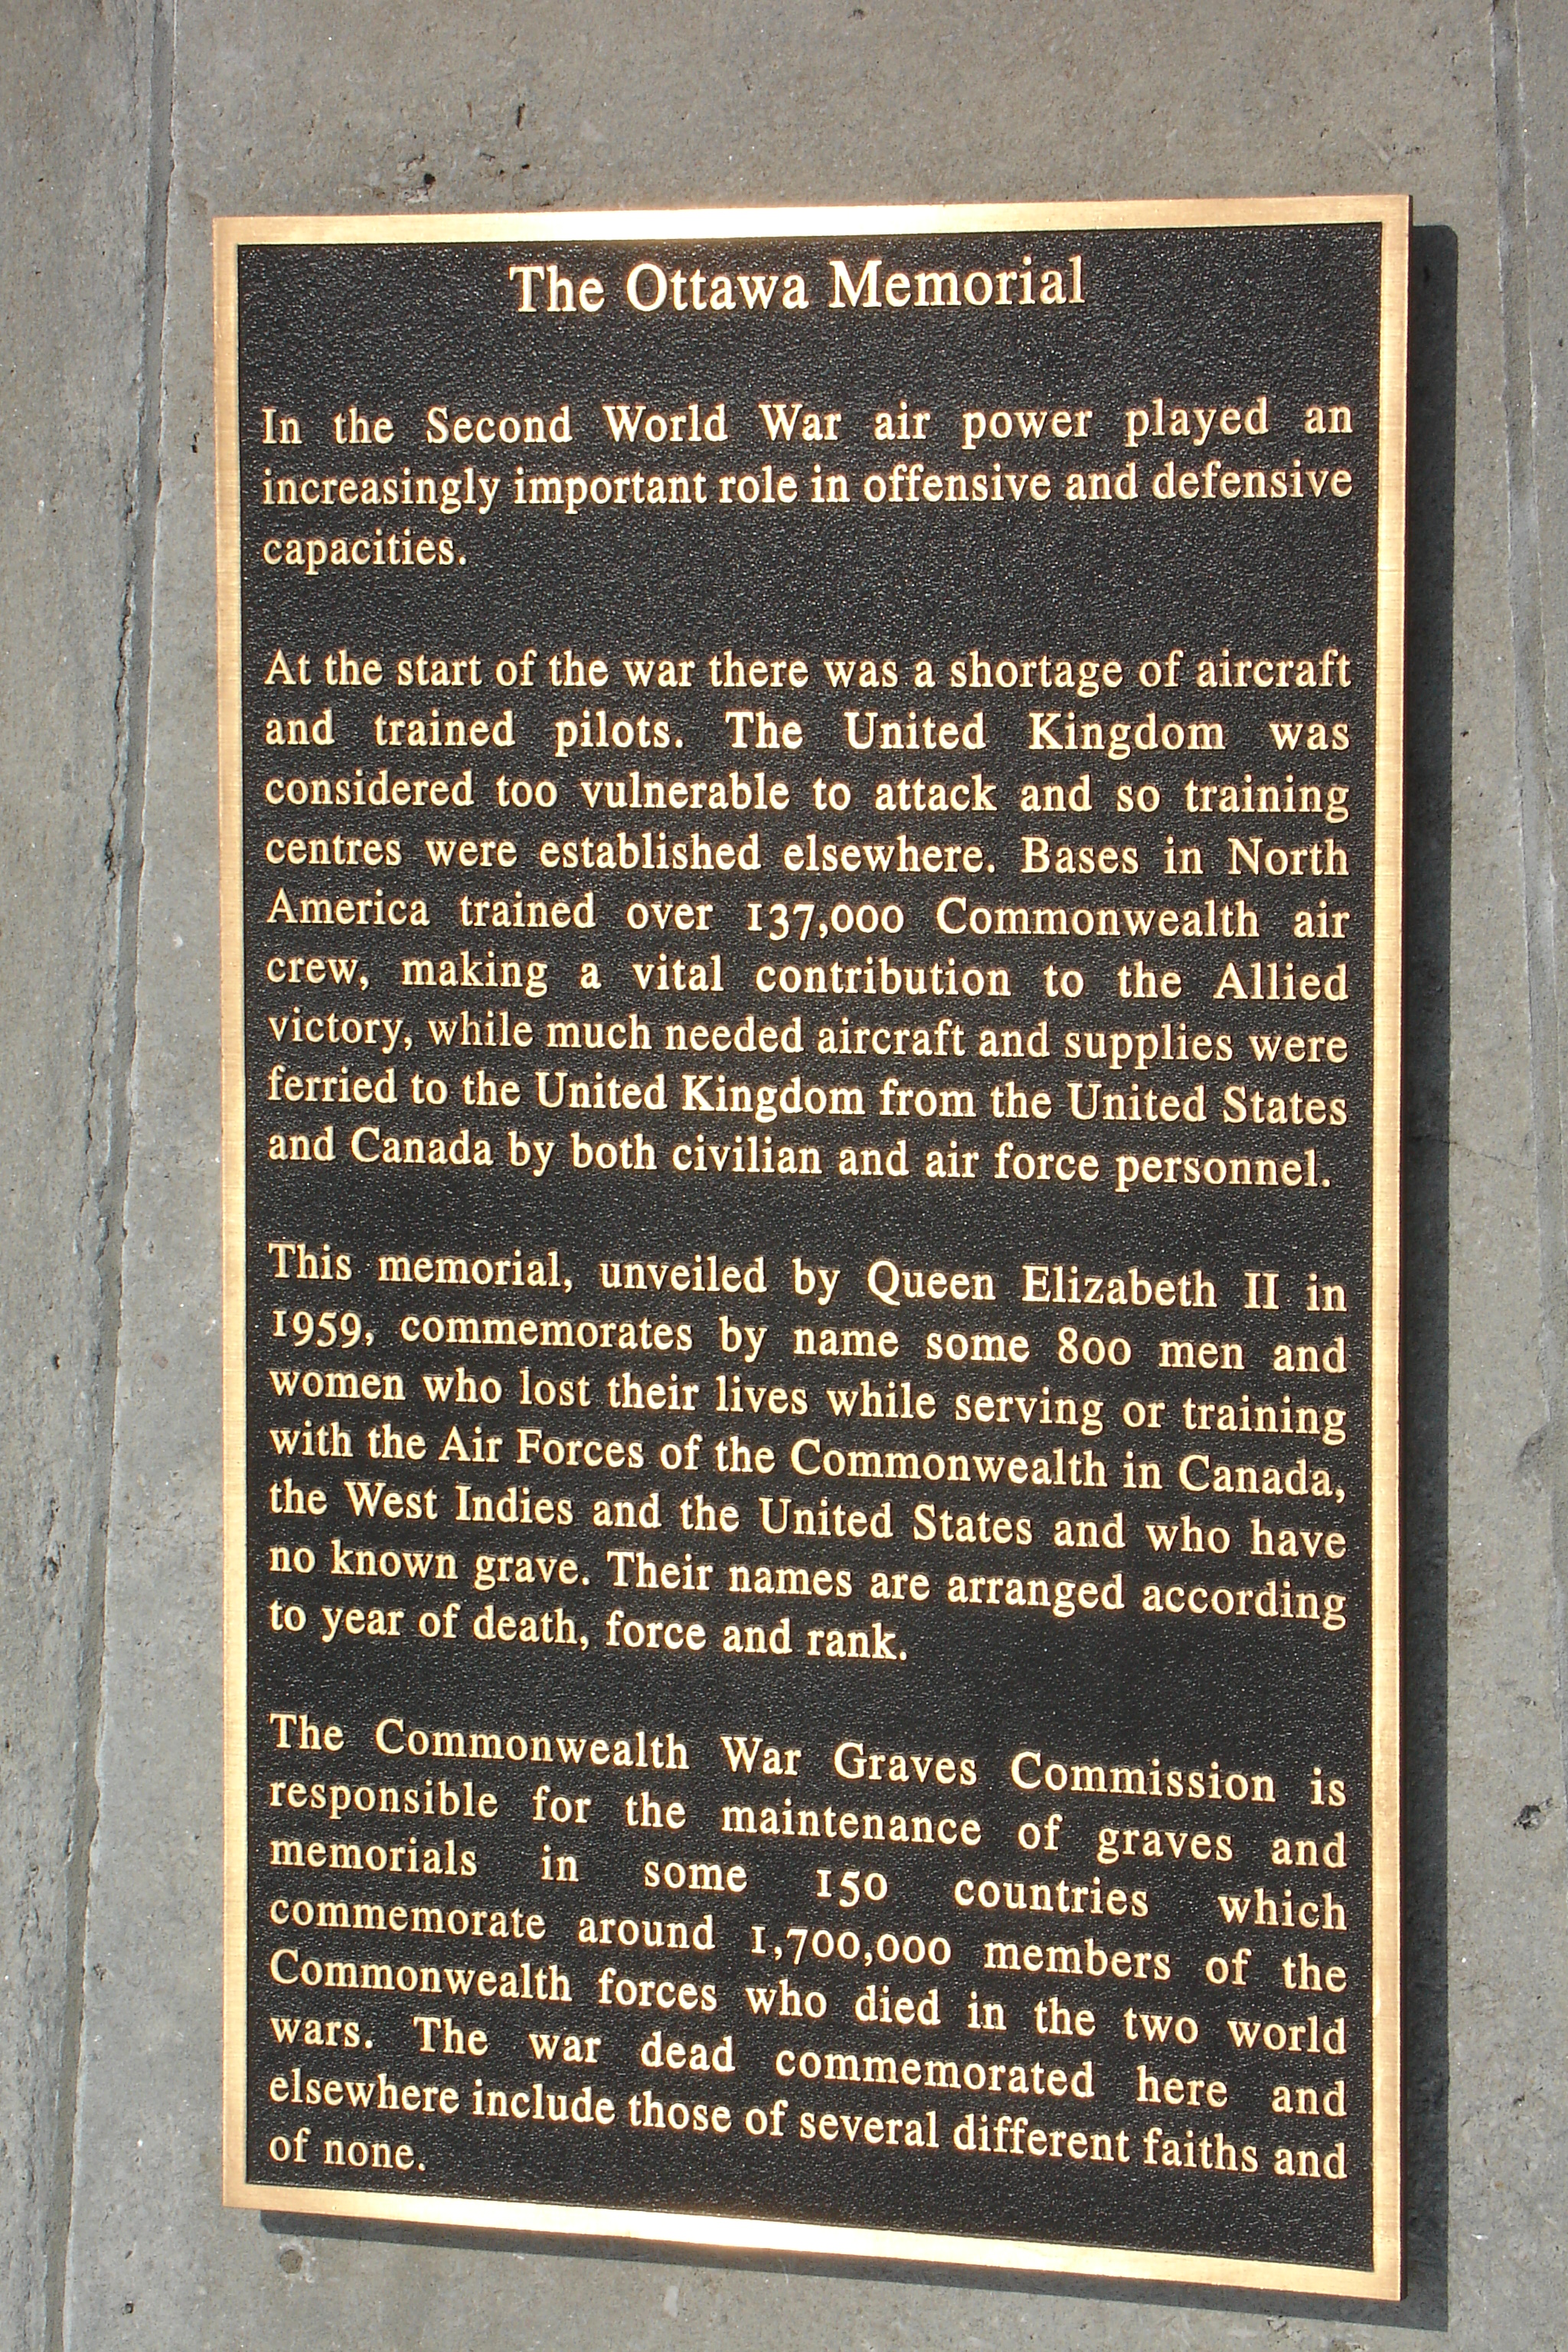 The Ottawa Memorial
In the Second World War air power played an
increasingly important role in offensive and defensive
capacities.
At the start of the war there was a shortage of aircraft
and trained pilots. The United Kingdom was
considered too vulnerable to attack and so training
centres were established elsewhere. Bases in North
America trained over 137,000 Commonwealth air
crew, making a vital contribution to the Allied
victory, while much needed aircraft and supplies were
ferried to the United Kingdom from the United States
and Canada by both civilian and air force personnel.
This memorial, unveiled by Queen Elizabeth II in
1959, commemorates by name some 800 men and
women who lost their lives while serving or training
with the Air Forces of the Commonwealth in Canada,
the West Indies and the United States and who have
no known grave. Their names are arranged according
to year of death, force and rank.
The Commonwealth War Graves Commission is
responsible for the maintenance of graves and
memorials in some 150 countries which
commemorate around 1,700,000 members of the
Commonwealth forces who died in the two world
wars. The war dead commemorated here and
elsewhere include those of several different faiths and
of none.